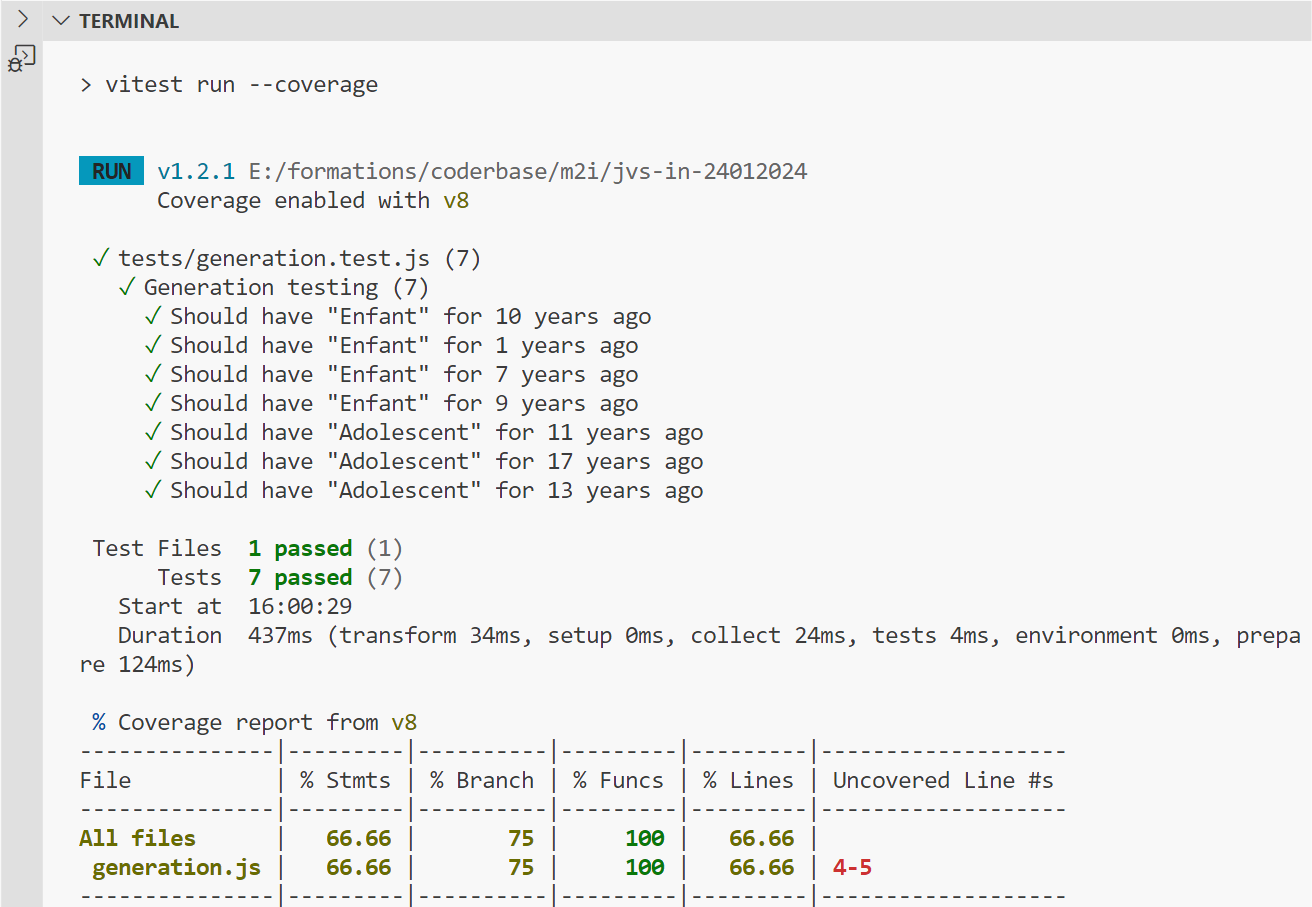 TERMINAL
> vitest run --coverage
RUN v1.2.1 E:/formations/coderbase/m2i/jvs-in-24012024
Coverage enabled with v8
✓ tests/generation.test.js (7)
✓ Generation testing (7)
✓ Should have "Enfant" for 10 years ago
✓ Should have "Enfant" for 1 years ago
✓ Should have "Enfant" for 7 years ago
✓ Should have "Enfant" for 9 years ago
✓ Should have "Adolescent" for 11 years ago
✓ Should have "Adolescent" for 17 years ago
✓ Should have "Adolescent" for 13 years ago
Test Files 1 passed (1)
Tests 7 passed (7)
Start at 16:00:29
Duration 437ms (transform 34ms, setup 0ms, collect 24ms, tests 4ms, environment 0ms, prepa
re 124ms)
% Coverage report from v8
---------------|---------|----------|---------|---------|-------------------
File | % Stmts | % Branch | % Funcs | % Lines | Uncovered Line #s
---------------|---------|----------|---------|---------|-------------------
All files | 66.66 | 75 | 100 | 66.66 |
generation.js | 66.66 | 75 | 100 | 66.66 | 4-5
---------------|---------|----------|---------|---------|-------------------